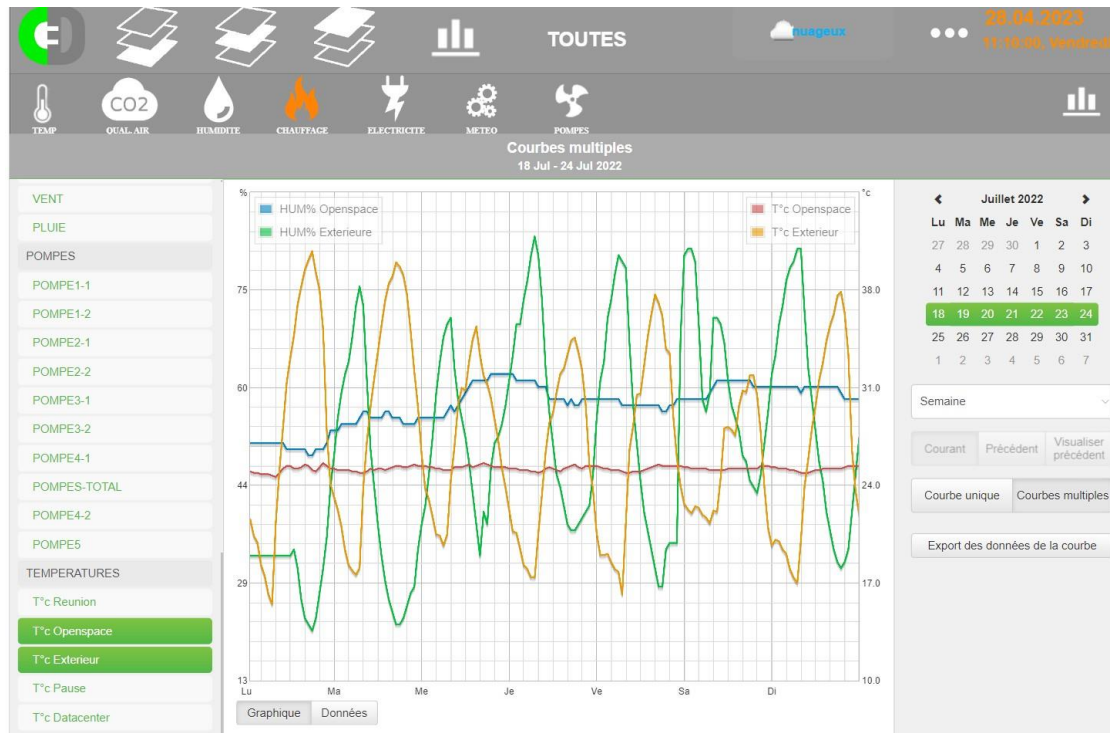 TOUTES
nuageux
28.04.2023
11:10:09, Vendredi
TEMP
CO2
QUAL. AIR
HUMIDITE
CHAUFFAGE
ELECTRICITE
METEO
POMPES
Courbes multiples
18 Jul - 24 Jul 2022
VENT
PLUIE
POMPES
POMPE1-1
POMPE1-2
POMPE2-1
POMPE2-2
POMPE3-1
POMPE3-2
POMPE4-1
POMPES-TOTAL
POMPE4-2
POMPE5
TEMPERATURES
T°c Reunion
T°c Openspace
T°c Exterieur
T°c Pause
T°c Datacenter
%
HUM% Openspace
HUM% Exterieure
T°c Openspace
T°c Exterieur
°c
75
60
44
29
13
38.0
31.0
24.0
17.0
10.0
Lu Ma Me Je Ve Sa Di
Graphique Données
Juillet 2022
Lu Ma Me Je Ve Sa Di
27 28 29 30 1 2 3
4 5 6 7 8 9 10
11 12 13 14 15 16 17
18 19 20 21 22 23 24
25 26 27 28 29 30 31
1 2 3 4 5 6 7
Semaine
Courant Précédent Visualiser
précédent
Courbe unique Courbes multiples
Export des données de la courbe